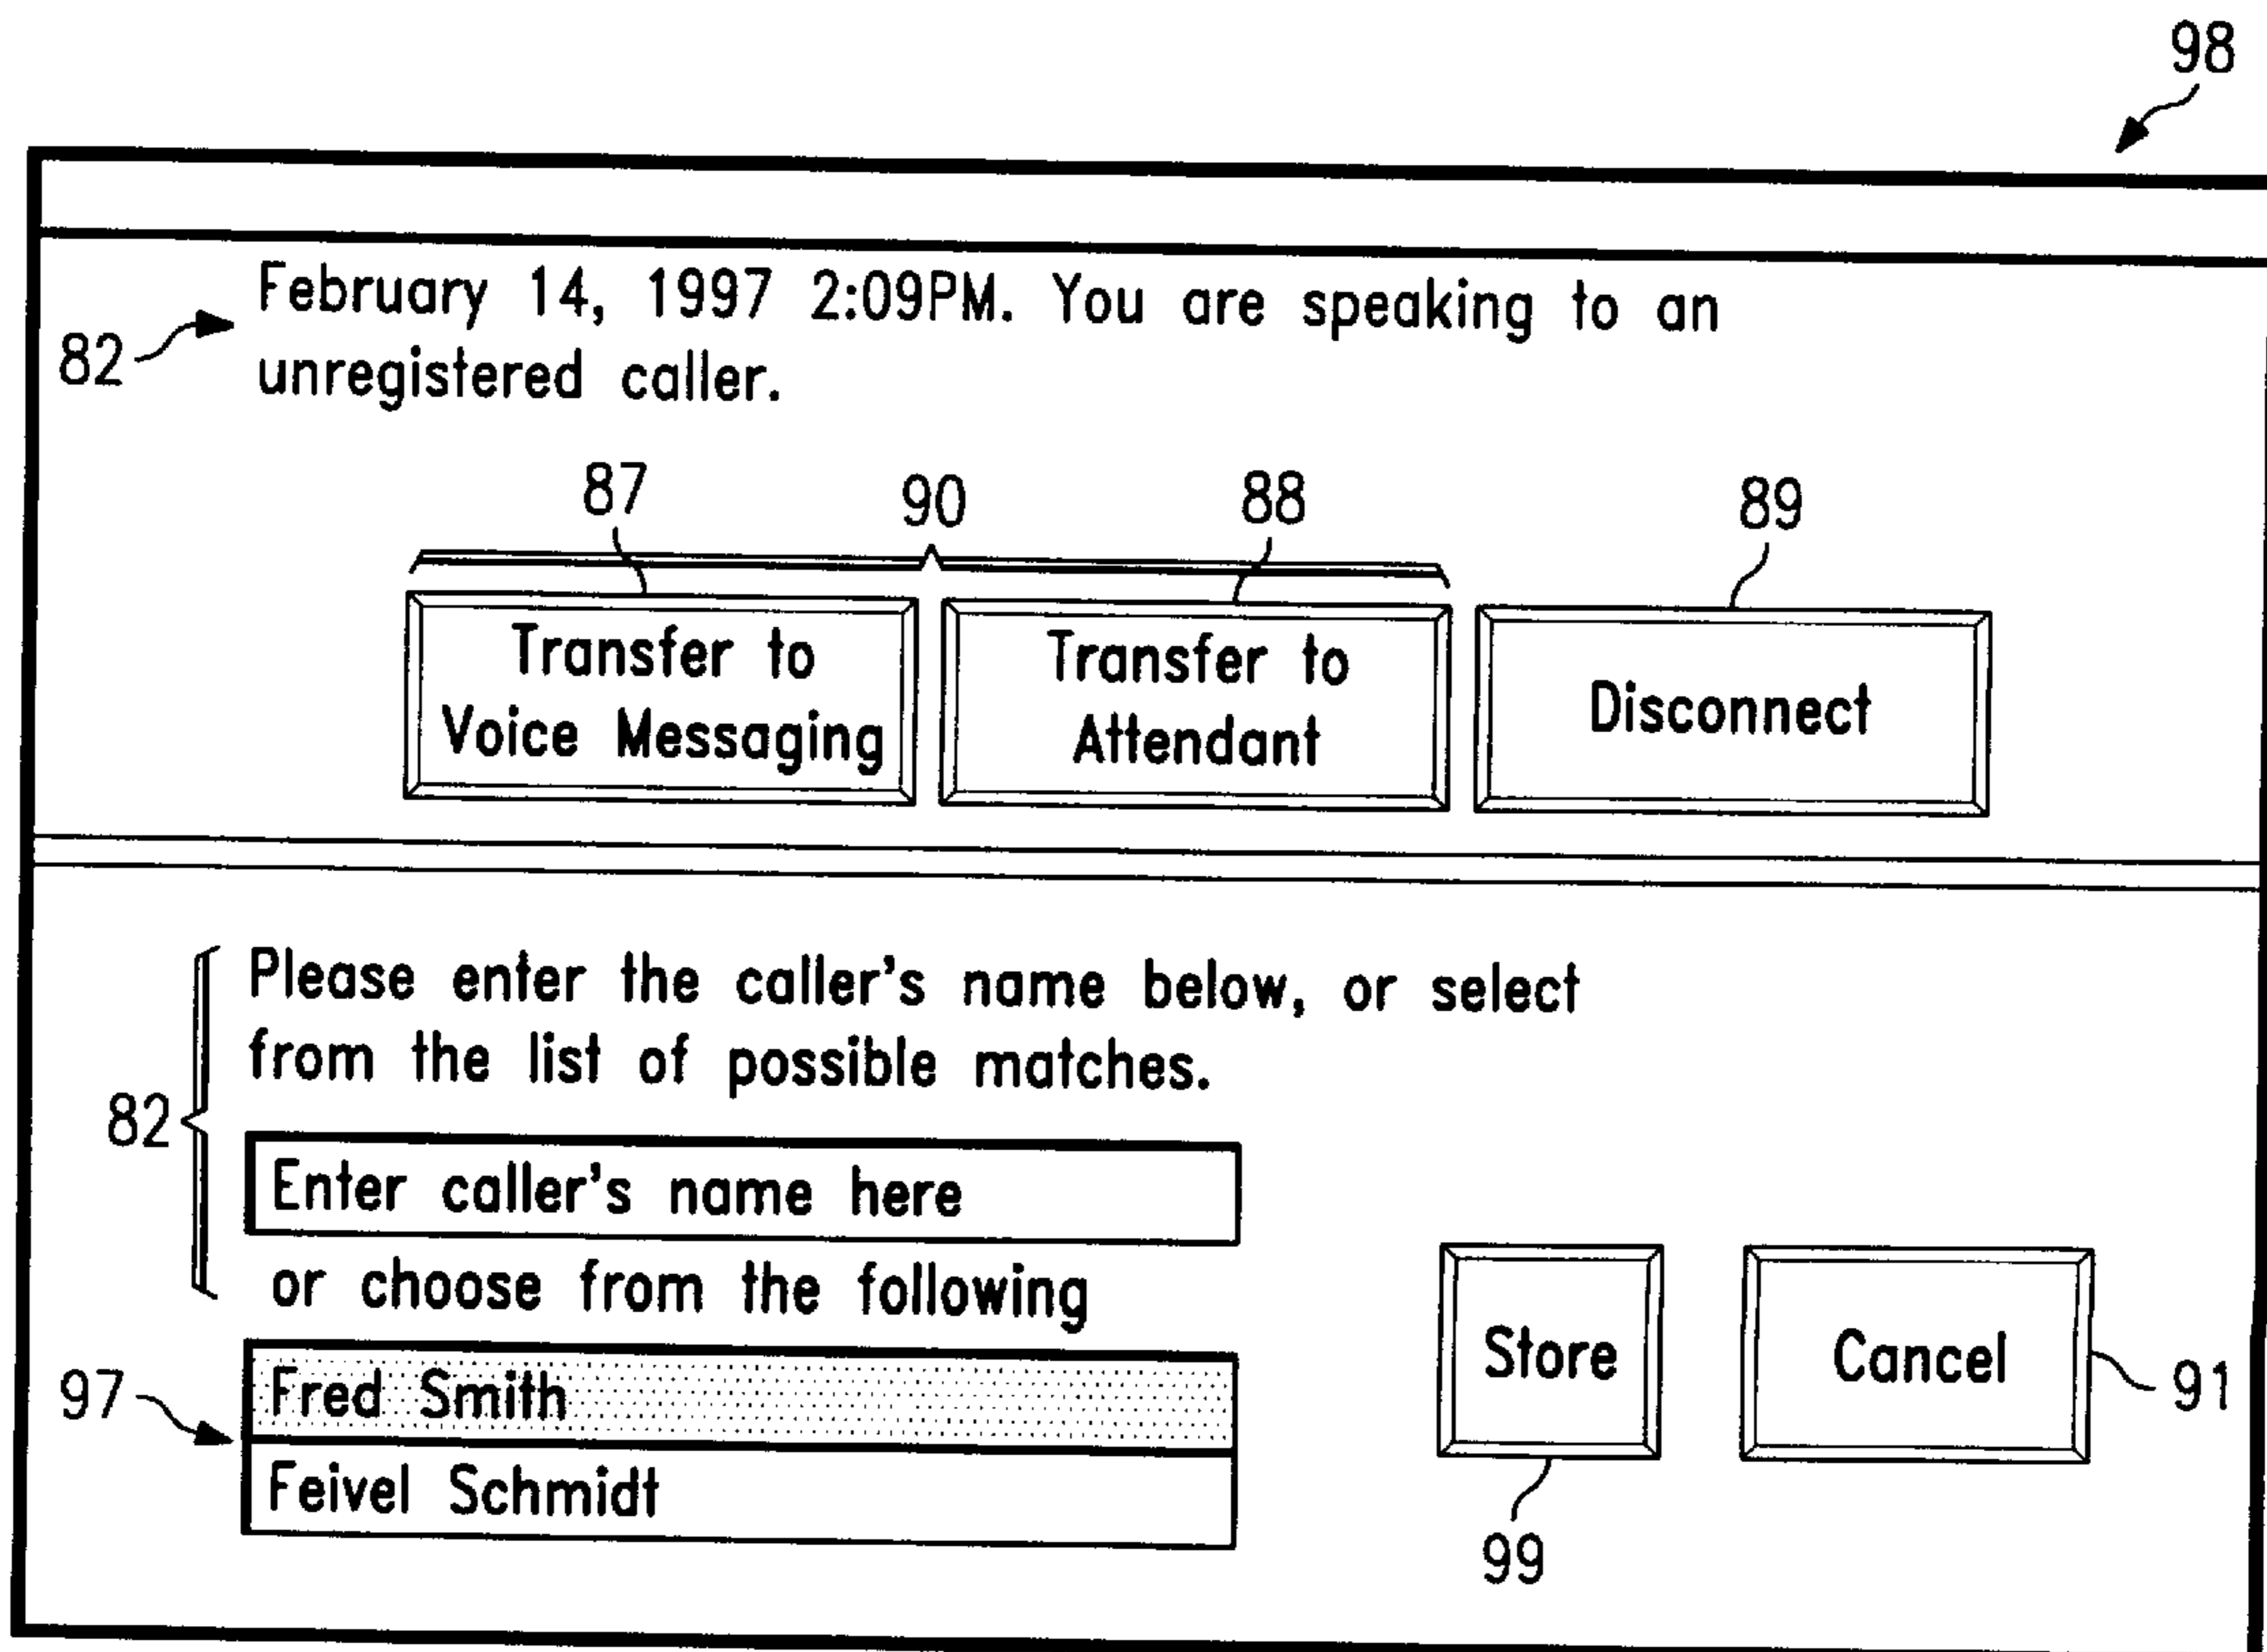 98
February 14, 1997 2:09PM. You are speaking to an
82
unregistered caller.
87
90
88
89
Transfer to
Voice Messaging
Transfer to
Attendant
Disconnect
Please enter the caller's name below, or select
from the list of possible matches.
82
Enter caller's name here
or choose from the following
97
Fred Smith
Feivel Schmidt
Store
Cancel
91
99